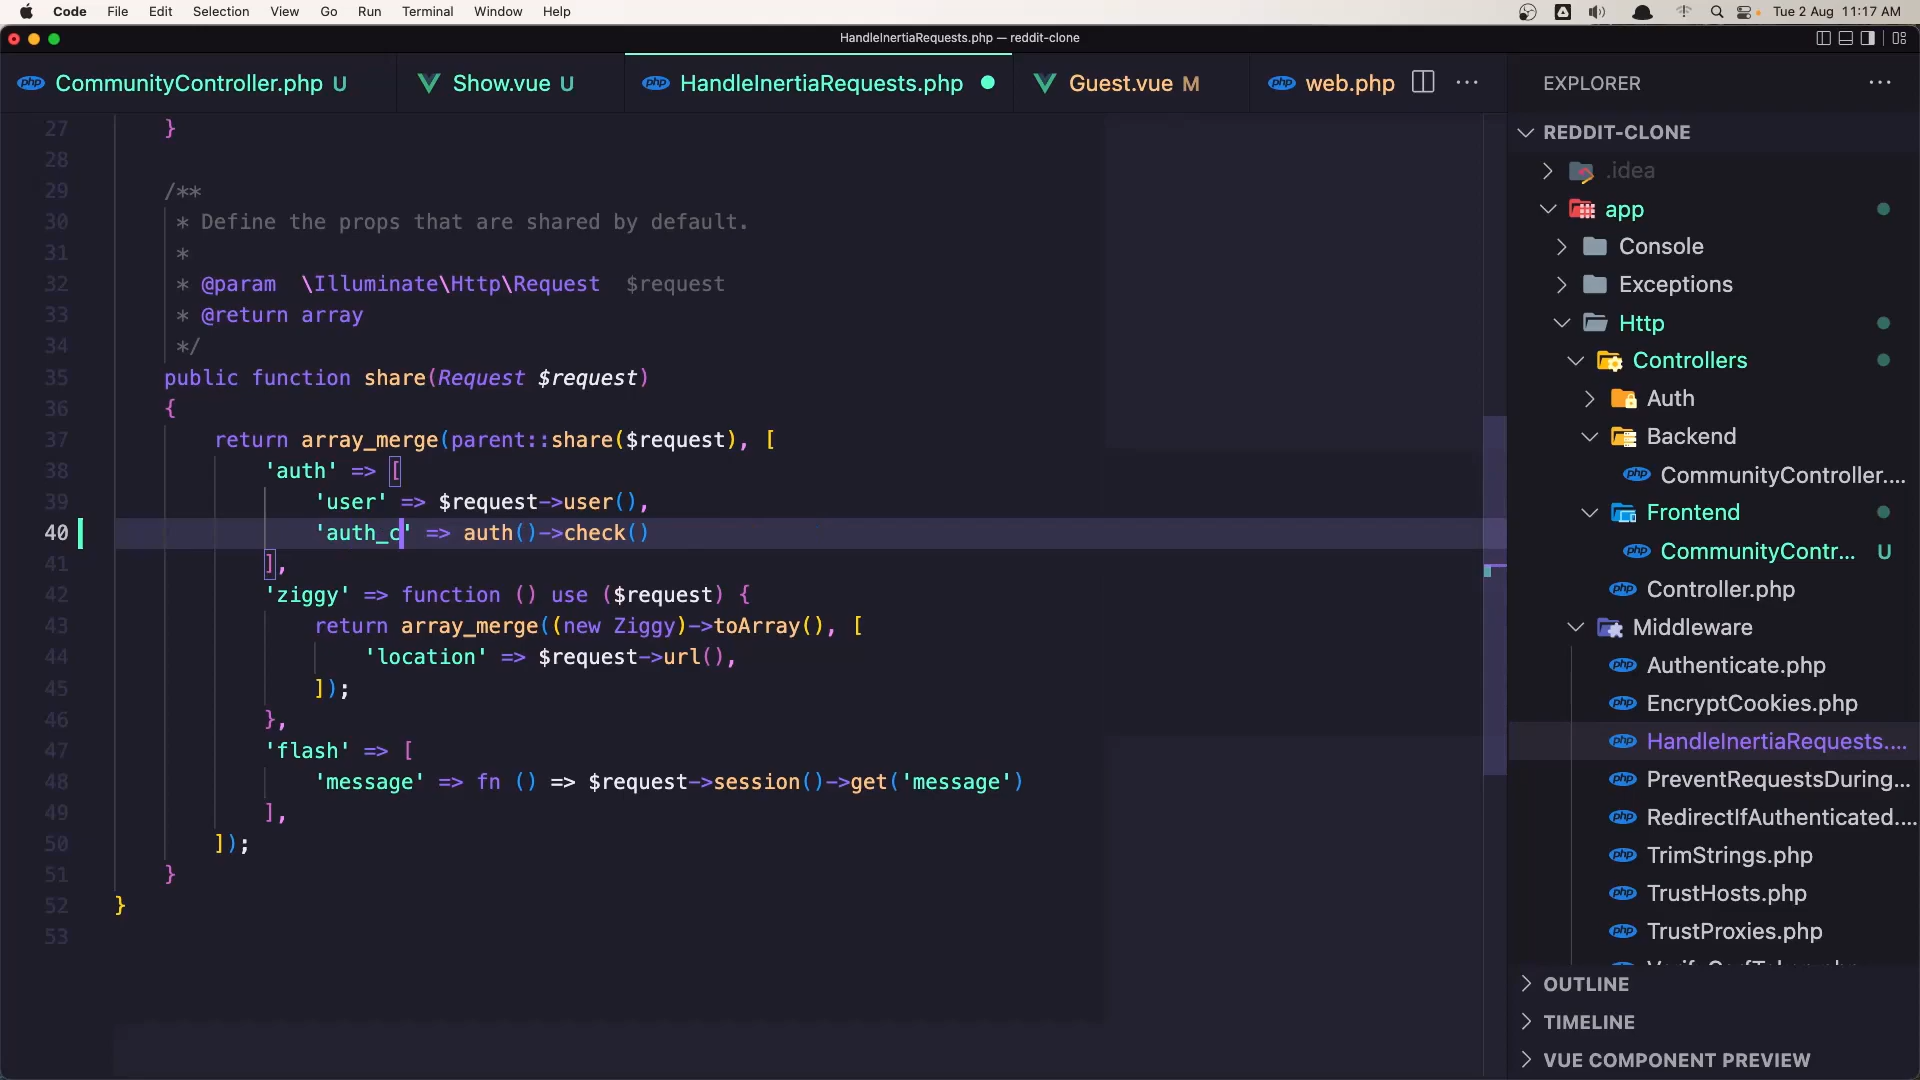 Code File Edit Selection View Go Run Terminal Window Help Tue 2 Aug 11:17 AM
HandleInertiaRequests.php — reddit-clone
CommunityController.php U Show.vue U HandleInertiaRequests.php Guest.vue M web.php
27 }
28
29 /**
30 * Define the props that are shared by default.
31 *
32 * @param \Illuminate\Http\Request $request
33 * @return array
34 */
35 public function share(Request $request)
36 {
37 return array_merge(parent::share($request), [
38 'auth' => [
39 'user' => $request->user(),
40 'auth_c' => auth()->check()
41 ],
42 'ziggy' => function () use ($request) {
43 return array_merge((new Ziggy)->toArray(), [
44 'location' => $request->url(),
45 ]);
46 },
47 'flash' => [
48 'message' => fn () => $request->session()->get('message')
49 ],
50 ]);
51 }
52 }
53
EXPLORER
REDDIT-CLONE
.idea
app
Console
Exceptions
Http
Controllers
Auth
Backend
CommunityController....
Frontend
CommunityContr... U
Controller.php
Middleware
Authenticate.php
EncryptCookies.php
HandleInertiaRequests....
PreventRequestsDuring...
RedirectIfAuthenticated....
TrimStrings.php
TrustHosts.php
TrustProxies.php
OUTLINE
TIMELINE
VUE COMPONENT PREVIEW